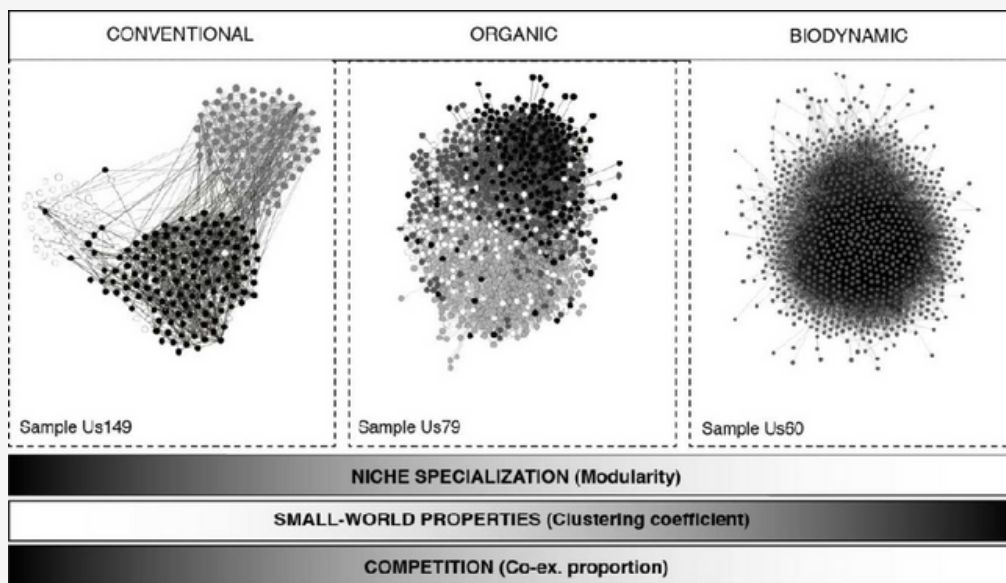 CONVENTIONAL
ORGANIC
BIODYNAMIC
Sample Us149
Sample Us79
Sample Us60
NICHE SPECIALIZATION (Modularity)
SMALL-WORLD PROPERTIES (Clustering coefficient)
COMPETITION (Co-ex. proportion)